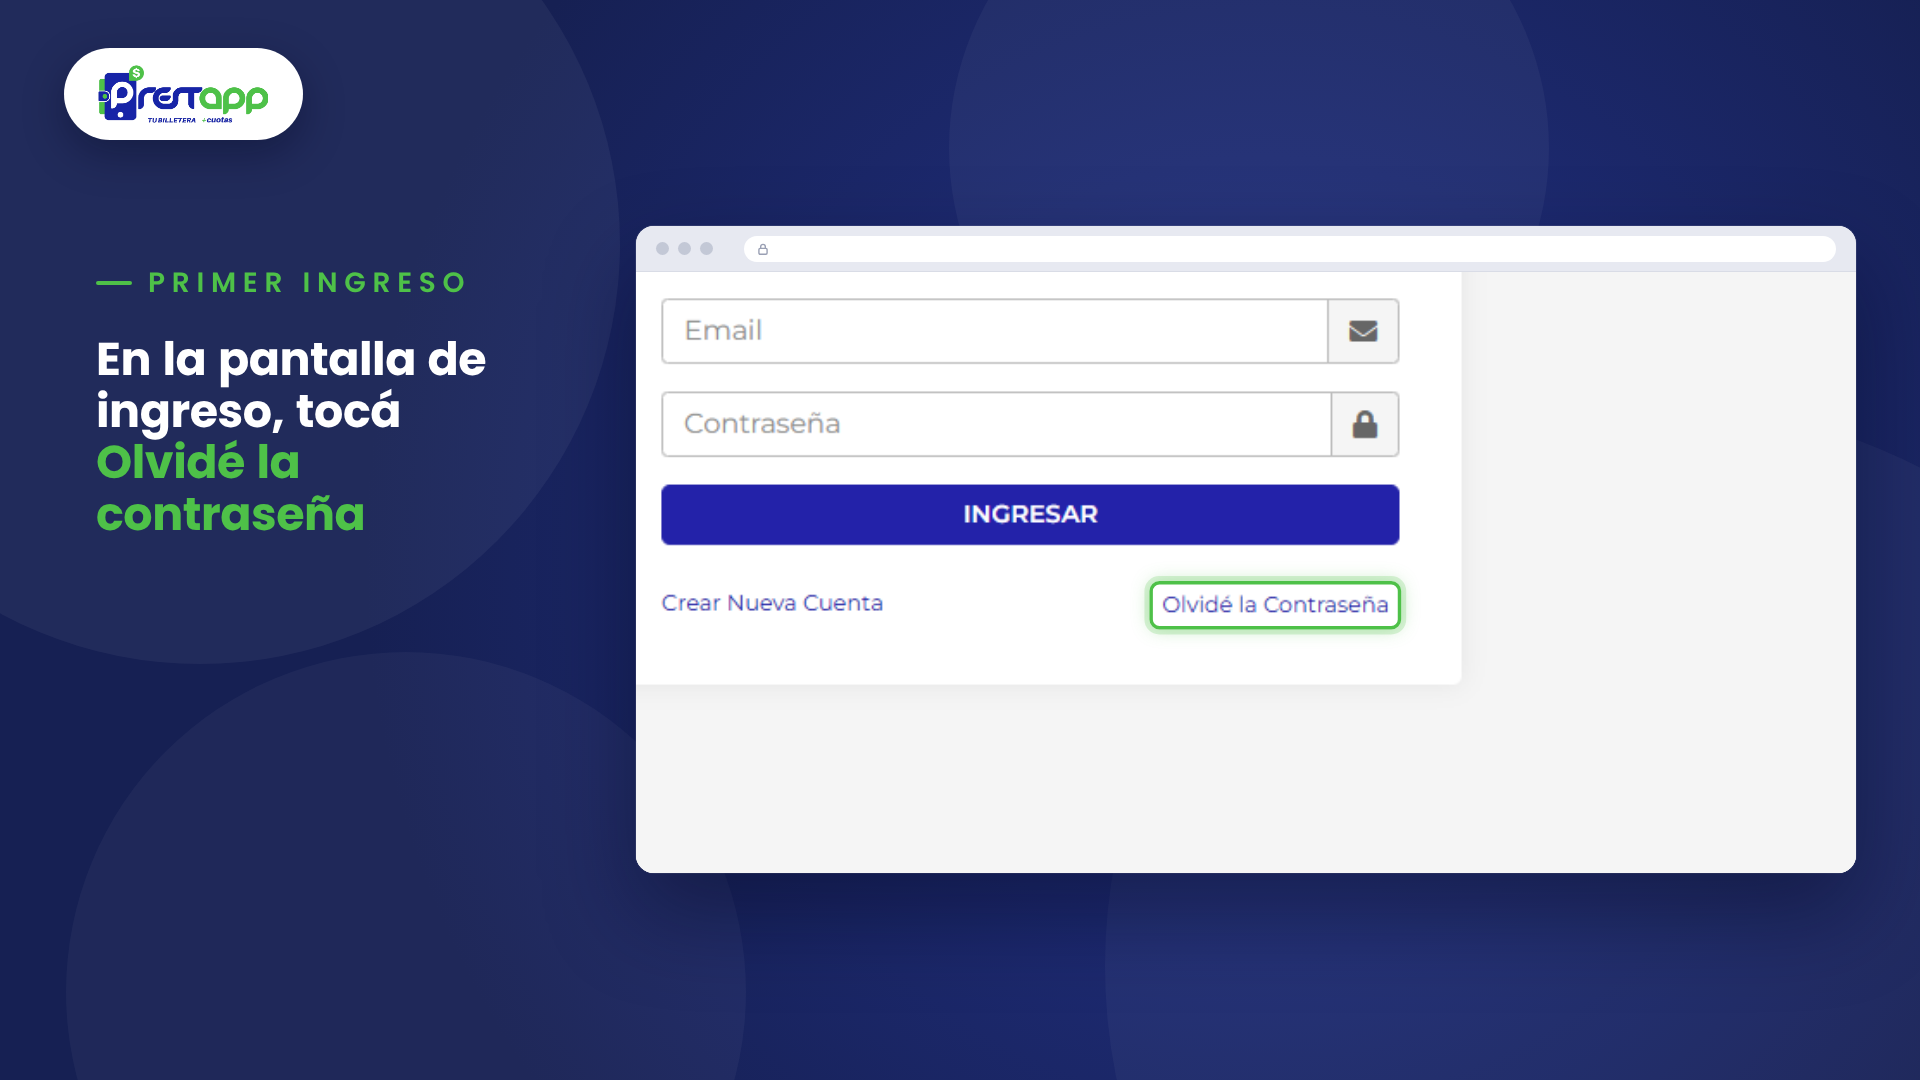 Prestapp
TU BILLETERA +cuotas
PRIMER INGRESO
En la pantalla de
ingreso, tocá
Olvidé la
contraseña
Email
Contraseña
INGRESAR
Crear Nueva Cuenta
Olvidé la Contraseña